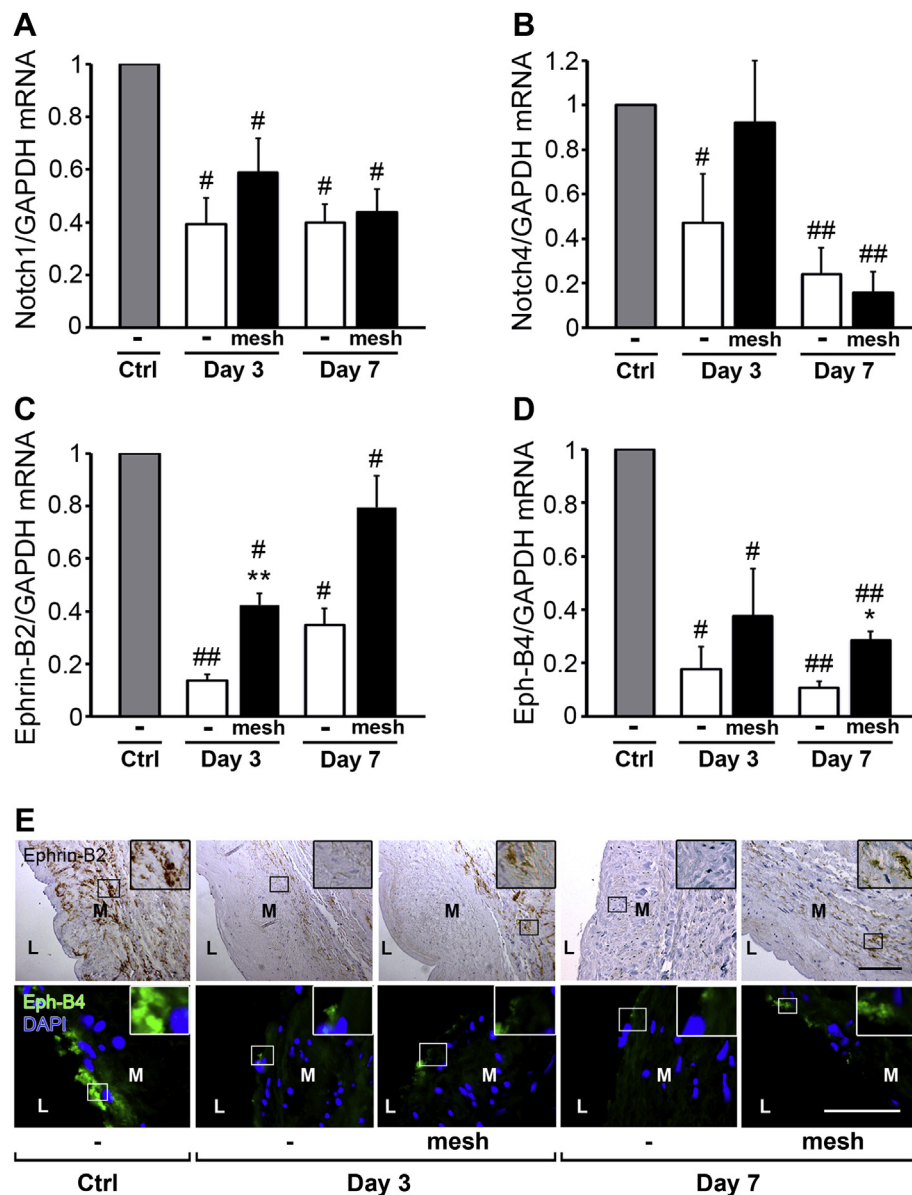 A
Notch1/GAPDH mRNA
1
0.8
0.6
0.4
0.2
0
# # # #
- - mesh - mesh
Ctrl Day 3 Day 7
B
Notch4/GAPDH mRNA
1.2
1
0.8
0.6
0.4
0.2
0
# ## ##
- - mesh - mesh
Ctrl Day 3 Day 7
C
Ephrin-B2/GAPDH mRNA
1
0.8
0.6
0.4
0.2
0
## # ** # #
- - mesh - mesh
Ctrl Day 3 Day 7
D
Eph-B4/GAPDH mRNA
1
0.8
0.6
0.4
0.2
0
# # ## ## *
- - mesh - mesh
Ctrl Day 3 Day 7
E
Ephrin-B2
M M M M M
L L L L L
Eph-B4
DAPI
M M M M M
L L L L L
- - mesh - mesh
Ctrl Day 3 Day 7